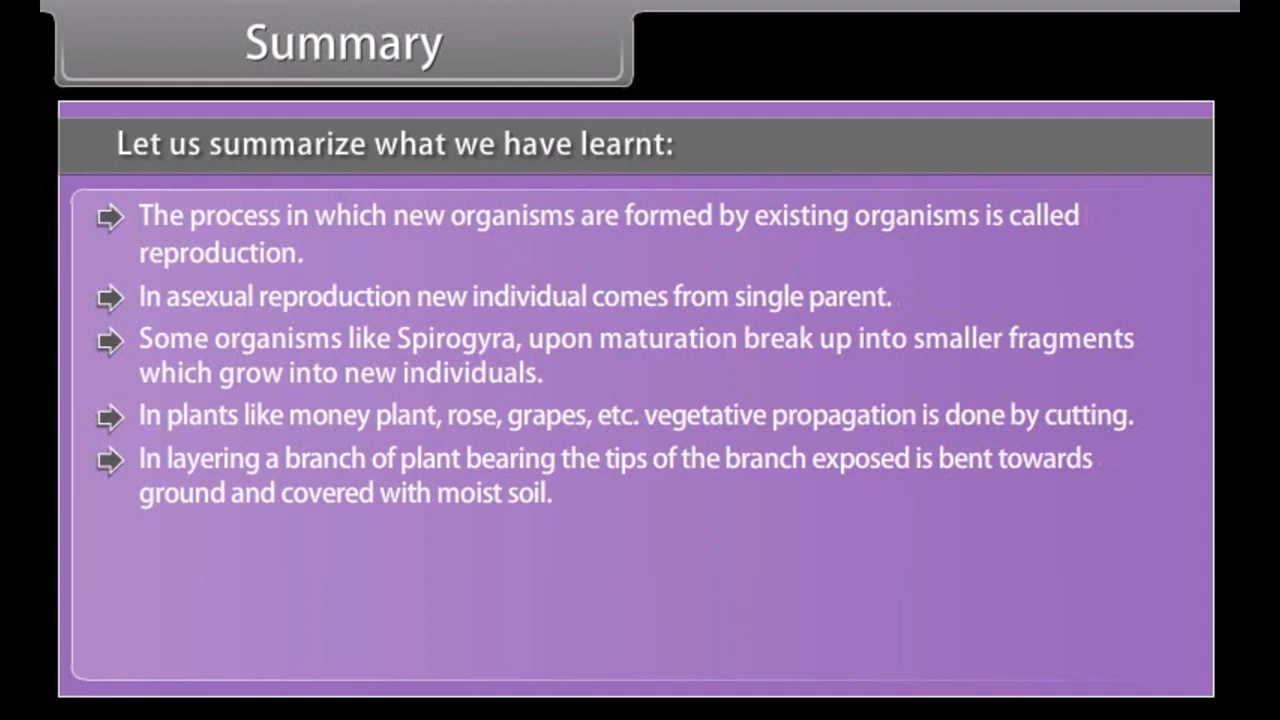 Summary
Let us summarize what we have learnt:
The process in which new organisms are formed by existing organisms is called
reproduction.
In asexual reproduction new individual comes from single parent.
Some organisms like Spirogyra, upon maturation break up into smaller fragments
which grow into new individuals.
In plants like money plant, rose, grapes, etc. vegetative propagation is done by cutting.
In layering a branch of plant bearing the tips of the branch exposed is bent towards
ground and covered with moist soil.